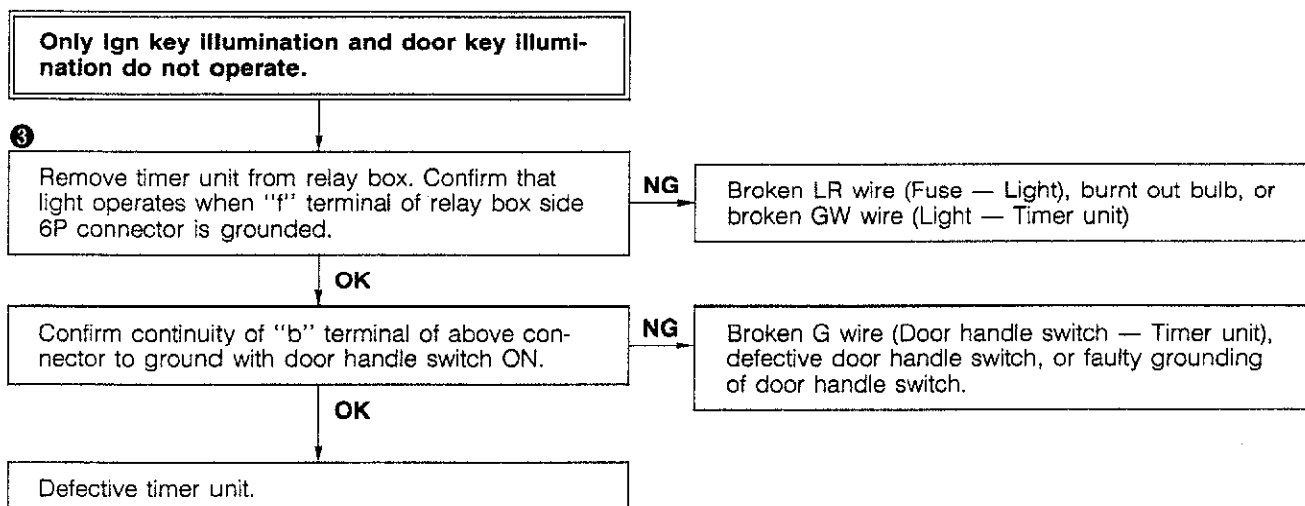 Only Ign key illumination and door key illumi-
nation do not operate.
❸
Remove timer unit from relay box. Confirm that
light operates when "f" terminal of relay box side
6P connector is grounded.
NG
Broken LR wire (Fuse — Light), burnt out bulb, or
broken GW wire (Light — Timer unit)
OK
Confirm continuity of "b" terminal of above con-
nector to ground with door handle switch ON.
NG
Broken G wire (Door handle switch — Timer unit),
defective door handle switch, or faulty grounding
of door handle switch.
OK
Defective timer unit.